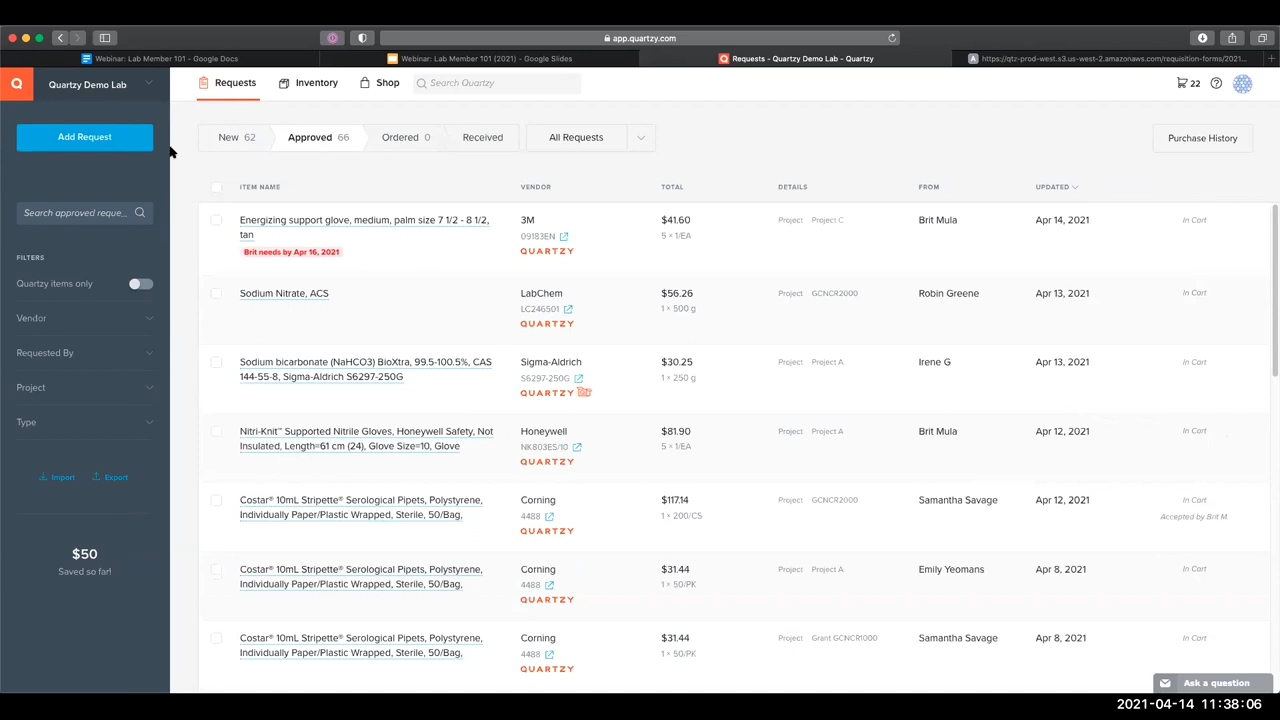 app.quartzy.com
Webinar: Lab Member 101 - Google Docs
Webinar: Lab Member 101 (2021) - Google Slides
Requests - Quartzy Demo Lab - Quartzy
https://qtz-prod-west.s3.us-west-2.amazonaws.com/requisition-forms/2021...
Quartzy Demo Lab
Requests
Inventory
Shop
Search Quartzy
22
Add Request
New 62
Approved 66
Ordered 0
Received
All Requests
Purchase History
Search approved reque...
FILTERS
Quartzy items only
Vendor
Requested By
Project
Type
Import
Export
$50
Saved so far!
ITEM NAME VENDOR TOTAL DETAILS FROM UPDATED
Energizing support glove, medium, palm size 7 1/2 - 8 1/2, 3M $41.60 Project Project C Brit Mula Apr 14, 2021 In Cart
tan 09183EN 5 × 1/EA
Brit needs by Apr 16, 2021 QUARTZY
Sodium Nitrate, ACS LabChem $56.26 Project GCNCR2000 Robin Greene Apr 13, 2021 In Cart
LC246501 1 × 500 g
QUARTZY
Sodium bicarbonate (NaHCO3) BioXtra, 99.5-100.5%, CAS Sigma-Aldrich $30.25 Project Project A Irene G Apr 13, 2021 In Cart
144-55-8, Sigma-Aldrich S6297-250G S6297-250G 1 × 250 g
QUARTZY
Nitri-Knit™ Supported Nitrile Gloves, Honeywell Safety, Not Honeywell $81.90 Project Project A Brit Mula Apr 12, 2021 In Cart
Insulated, Length=61 cm (24), Glove Size=10, Glove NK803ES/10 5 × 1/EA
QUARTZY
Costar® 10mL Stripette® Serological Pipets, Polystyrene, Corning $117.14 Project GCNCR2000 Samantha Savage Apr 12, 2021 In Cart
Individually Paper/Plastic Wrapped, Sterile, 50/Bag, 4488 1 × 200/CS Accepted by Brit M.
QUARTZY
Costar® 10mL Stripette® Serological Pipets, Polystyrene, Corning $31.44 Project Project A Emily Yeomans Apr 8, 2021 In Cart
Individually Paper/Plastic Wrapped, Sterile, 50/Bag, 4488 1 × 50/PK
QUARTZY
Costar® 10mL Stripette® Serological Pipets, Polystyrene, Corning $31.44 Project Grant GCNCR1000 Samantha Savage Apr 8, 2021 In Cart
Individually Paper/Plastic Wrapped, Sterile, 50/Bag, 4488 1 × 50/PK
QUARTZY
Ask a question
2021-04-14 11:38:06